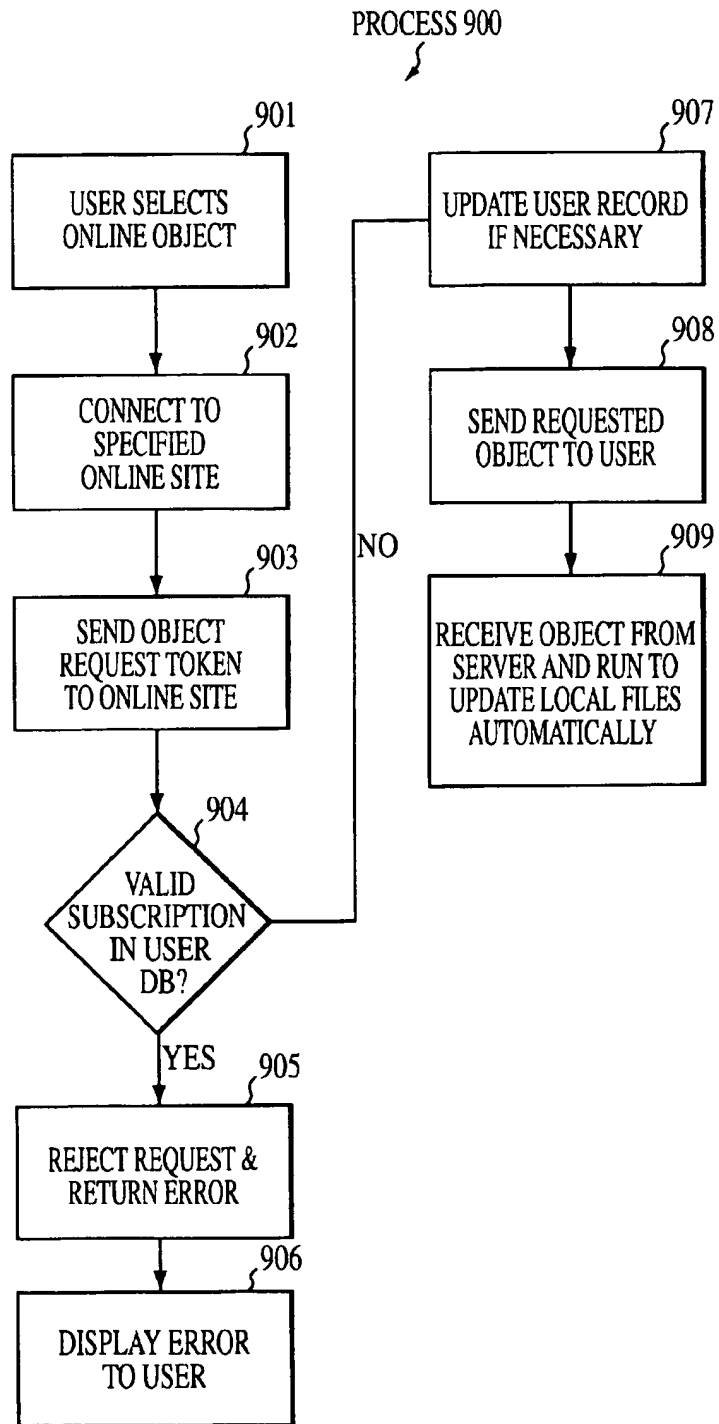 PROCESS 900
901
USER SELECTS
ONLINE OBJECT
902
CONNECT TO
SPECIFIED
ONLINE SITE
903
SEND OBJECT
REQUEST TOKEN
TO ONLINE SITE
904
VALID
SUBSCRIPTION
IN USER
DB?
NO
YES
905
REJECT REQUEST &
RETURN ERROR
906
DISPLAY ERROR
TO USER
907
UPDATE USER RECORD
IF NECESSARY
908
SEND REQUESTED
OBJECT TO USER
909
RECEIVE OBJECT FROM
SERVER AND RUN TO
UPDATE LOCAL FILES
AUTOMATICALLY